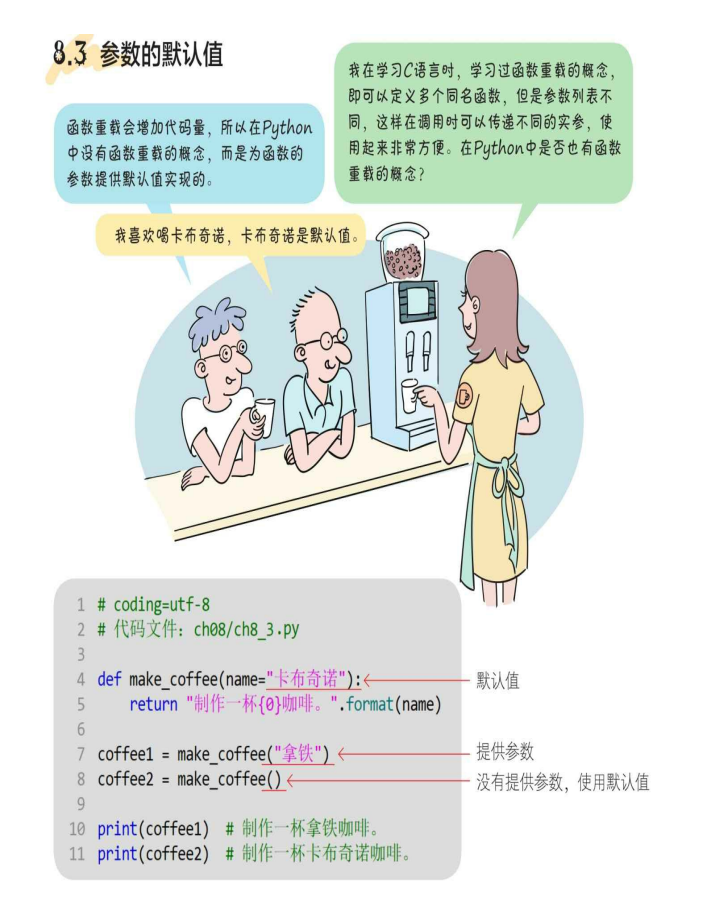 8.3 参数的默认值
我在学习C语言时，学习过函数重载的概念，
即可以定义多个同名函数，但是参数列表不
同，这样在调用时可以传递不同的实参，使
用起来非常方便。在Python中是否也有函数
重载的概念？
函数重载会增加代码量，所以在Python
中没有函数重载的概念，而是为函数的
参数提供默认值实现的。
我喜欢喝卡布奇诺，卡布奇诺是默认值。
1 # coding=utf-8
2 # 代码文件：ch08/ch8_3.py
3
4 def make_coffee(name="卡布奇诺"): 默认值
5     return "制作一杯{0}咖啡。".format(name)
6
7 coffee1 = make_coffee("拿铁") 提供参数
8 coffee2 = make_coffee() 没有提供参数，使用默认值
9
10 print(coffee1)  # 制作一杯拿铁咖啡。
11 print(coffee2)  # 制作一杯卡布奇诺咖啡。